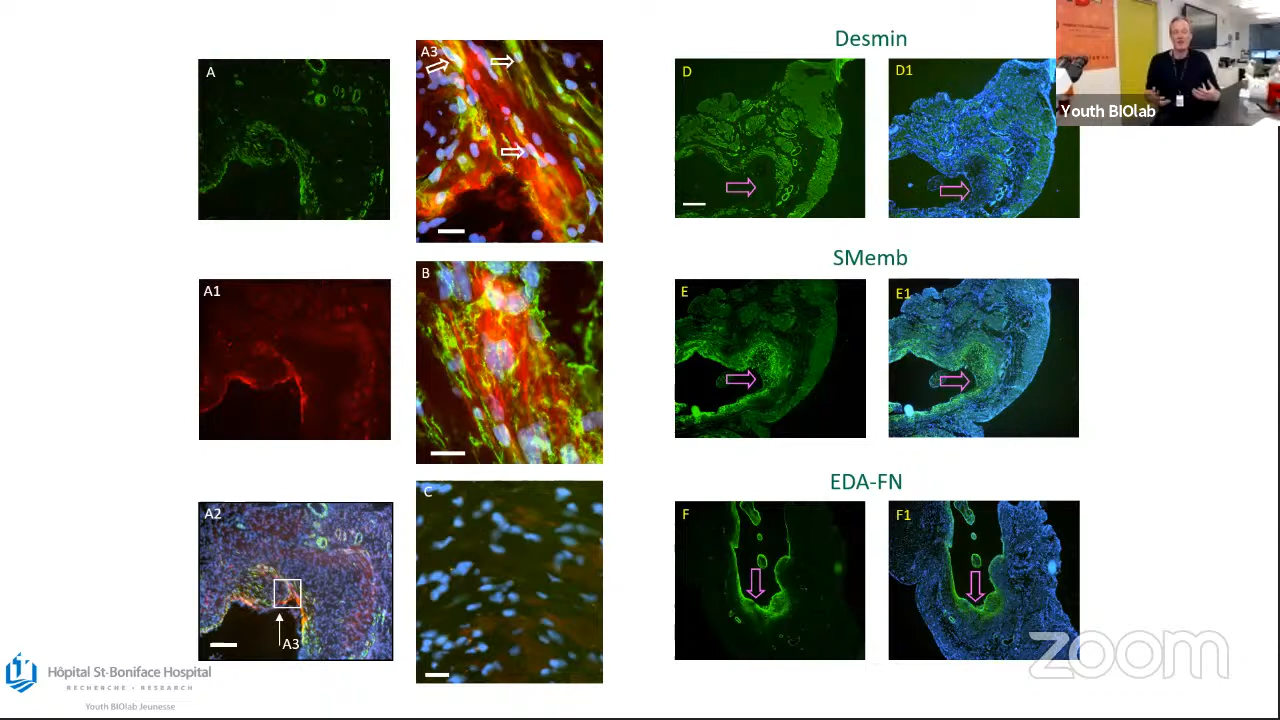 A
A3
Desmin
D
D1
Youth BIOlab
A1
B
SMemb
E
E1
A2
A3
C
EDA-FN
F
F1
Hôpital St-Boniface Hospital
RECHERCHE • RESEARCH
Youth BIOlab Jeunesse
zoom